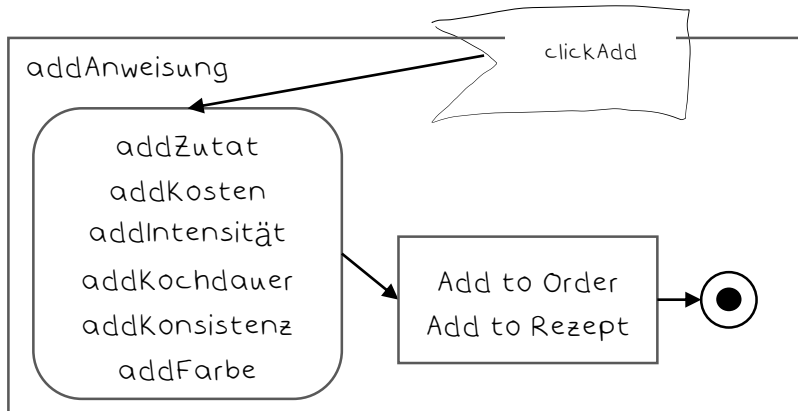 clickAdd
addAnweisung
addZutat
addKosten
addIntensität
addKochdauer
addKonsistenz
addFarbe
Add to Order
Add to Rezept